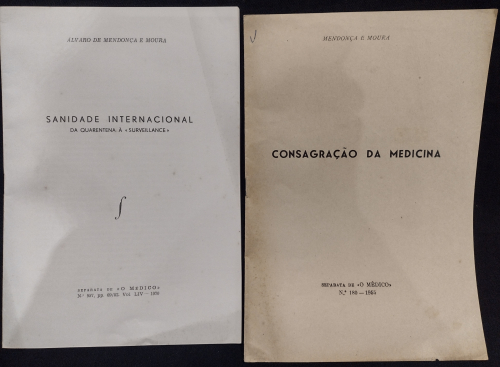 ÁLVARO DE MENDONÇA E MOURA
SANIDADE INTERNACIONAL
DA QUARENTENA À «SURVEILLANCE»
SEPARATA DE «O MÉDICO»
MENDONÇA E MOURA
CONSAGRAÇÃO DA MEDICINA
SEPARATA DE «O MÉDICO»